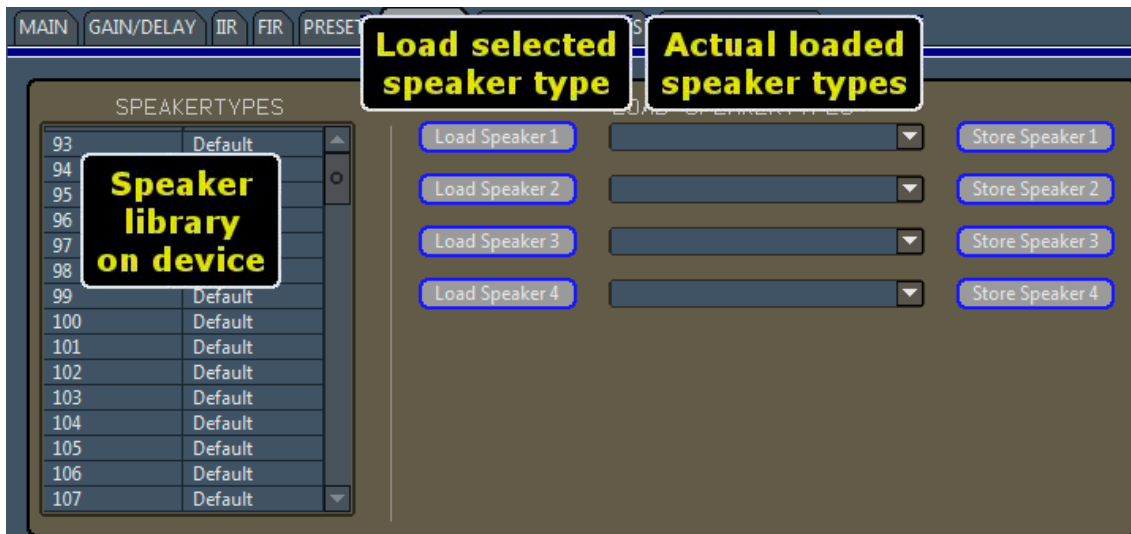 MAIN GAIN/DELAY IIR FIR PRESET
Load selected
speaker type
Actual loaded
speaker types
SPEAKERTYPES
LOAD SPEAKERTYPES
93 Default
94
95
96
97
98
99 Default
100 Default
101 Default
102 Default
103 Default
104 Default
105 Default
106 Default
107 Default
Speaker
library
on device
Load Speaker 1 Store Speaker 1
Load Speaker 2 Store Speaker 2
Load Speaker 3 Store Speaker 3
Load Speaker 4 Store Speaker 4